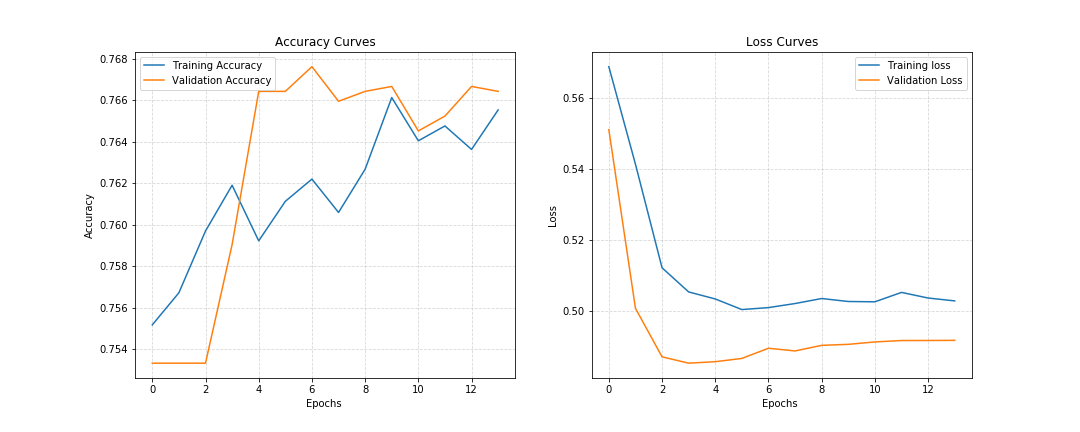 Accuracy Curves
Training Accuracy
Validation Accuracy
0.768
0.766
0.764
0.762
0.760
0.758
0.756
0.754
Accuracy
0 2 4 6 8 10 12
Epochs
Loss Curves
Training loss
Validation Loss
0.56
0.54
0.52
0.50
Loss
0 2 4 6 8 10 12
Epochs